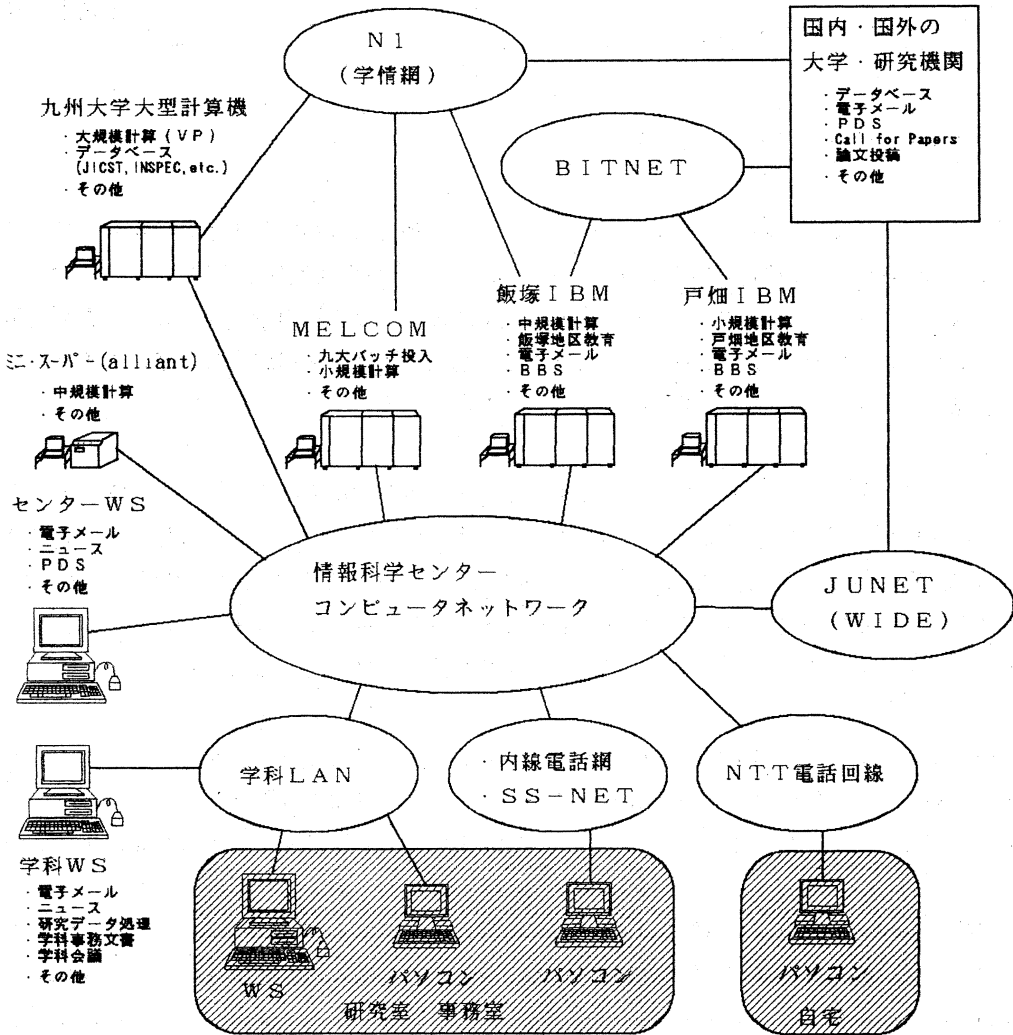 N1
(学情網)
国内・国外の
大学・研究機関
・データベース
・電子メール
・PDS
・Call for Papers
・論文投稿
・その他
九州大学大型計算機
・大規模計算(VP)
・データベース
(JICST, INSPEC, etc.)
・その他
BITNET
飯塚IBM
・中規模計算
・飯塚地区教育
・電子メール
・BBS
・その他
戸畑IBM
・小規模計算
・戸畑地区教育
・電子メール
・BBS
・その他
MELCOM
・九大バッチ投入
・小規模計算
・その他
ミニ・スーパー(alliant)
・中規模計算
・その他
センターWS
・電子メール
・ニュース
・PDS
・その他
情報科学センター
コンピュータネットワーク
JUNET
(WIDE)
学科LAN
・内線電話網
・SS-NET
NTT電話回線
学科WS
・電子メール
・ニュース
・研究データ処理
・学科事務文書
・学科会議
・その他
WS
パソコン
パソコン
研究室 事務室
パソコン
自宅